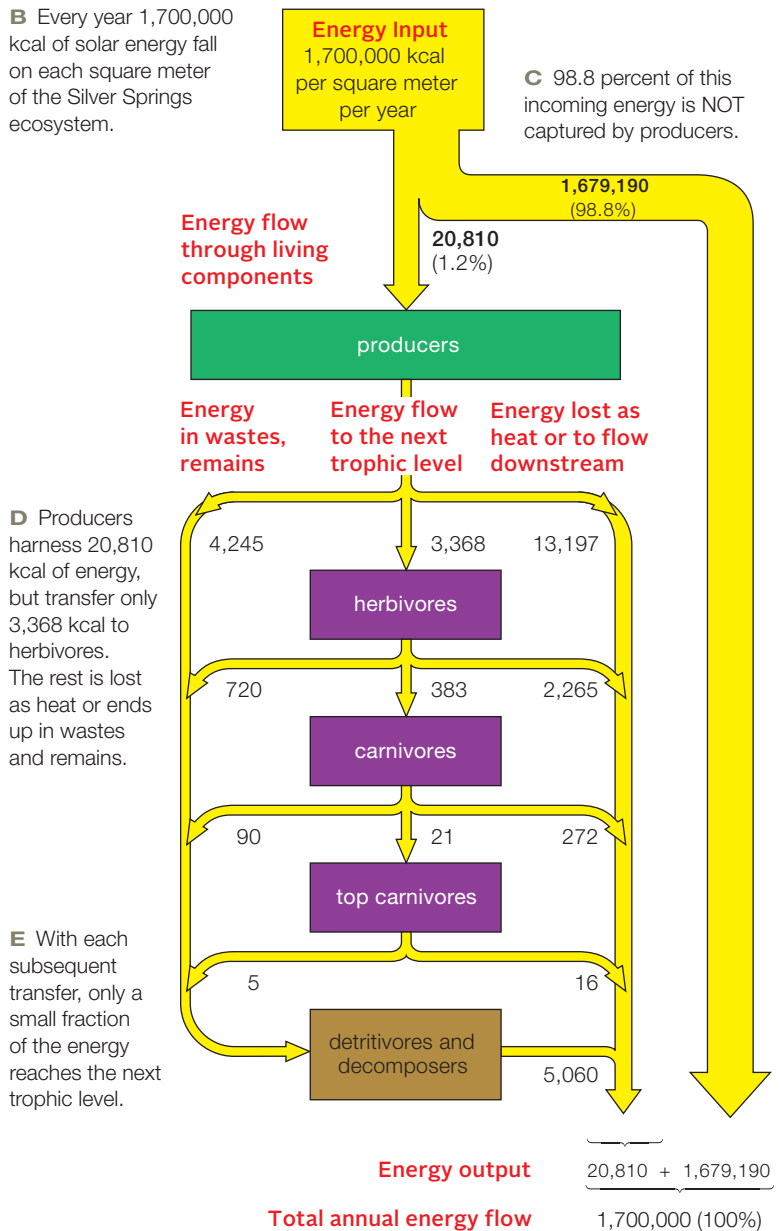 B Every year 1,700,000
kcal of solar energy fall
on each square meter
of the Silver Springs
ecosystem.
Energy Input
1,700,000 kcal
per square meter
per year
C 98.8 percent of this
incoming energy is NOT
captured by producers.
1,679,190
(98.8%)
Energy flow
through living
components
20,810
(1.2%)
producers
Energy
in wastes,
remains
Energy flow
to the next
trophic level
Energy lost as
heat or to flow
downstream
D Producers
harness 20,810
kcal of energy,
but transfer only
3,368 kcal to
herbivores.
The rest is lost
as heat or ends
up in wastes
and remains.
4,245
3,368
13,197
herbivores
720
383
2,265
carnivores
90
21
272
top carnivores
E With each
subsequent
transfer, only a
small fraction
of the energy
reaches the next
trophic level.
5
16
detritivores and
decomposers
5,060
Energy output
20,810 + 1,679,190
Total annual energy flow
1,700,000 (100%)